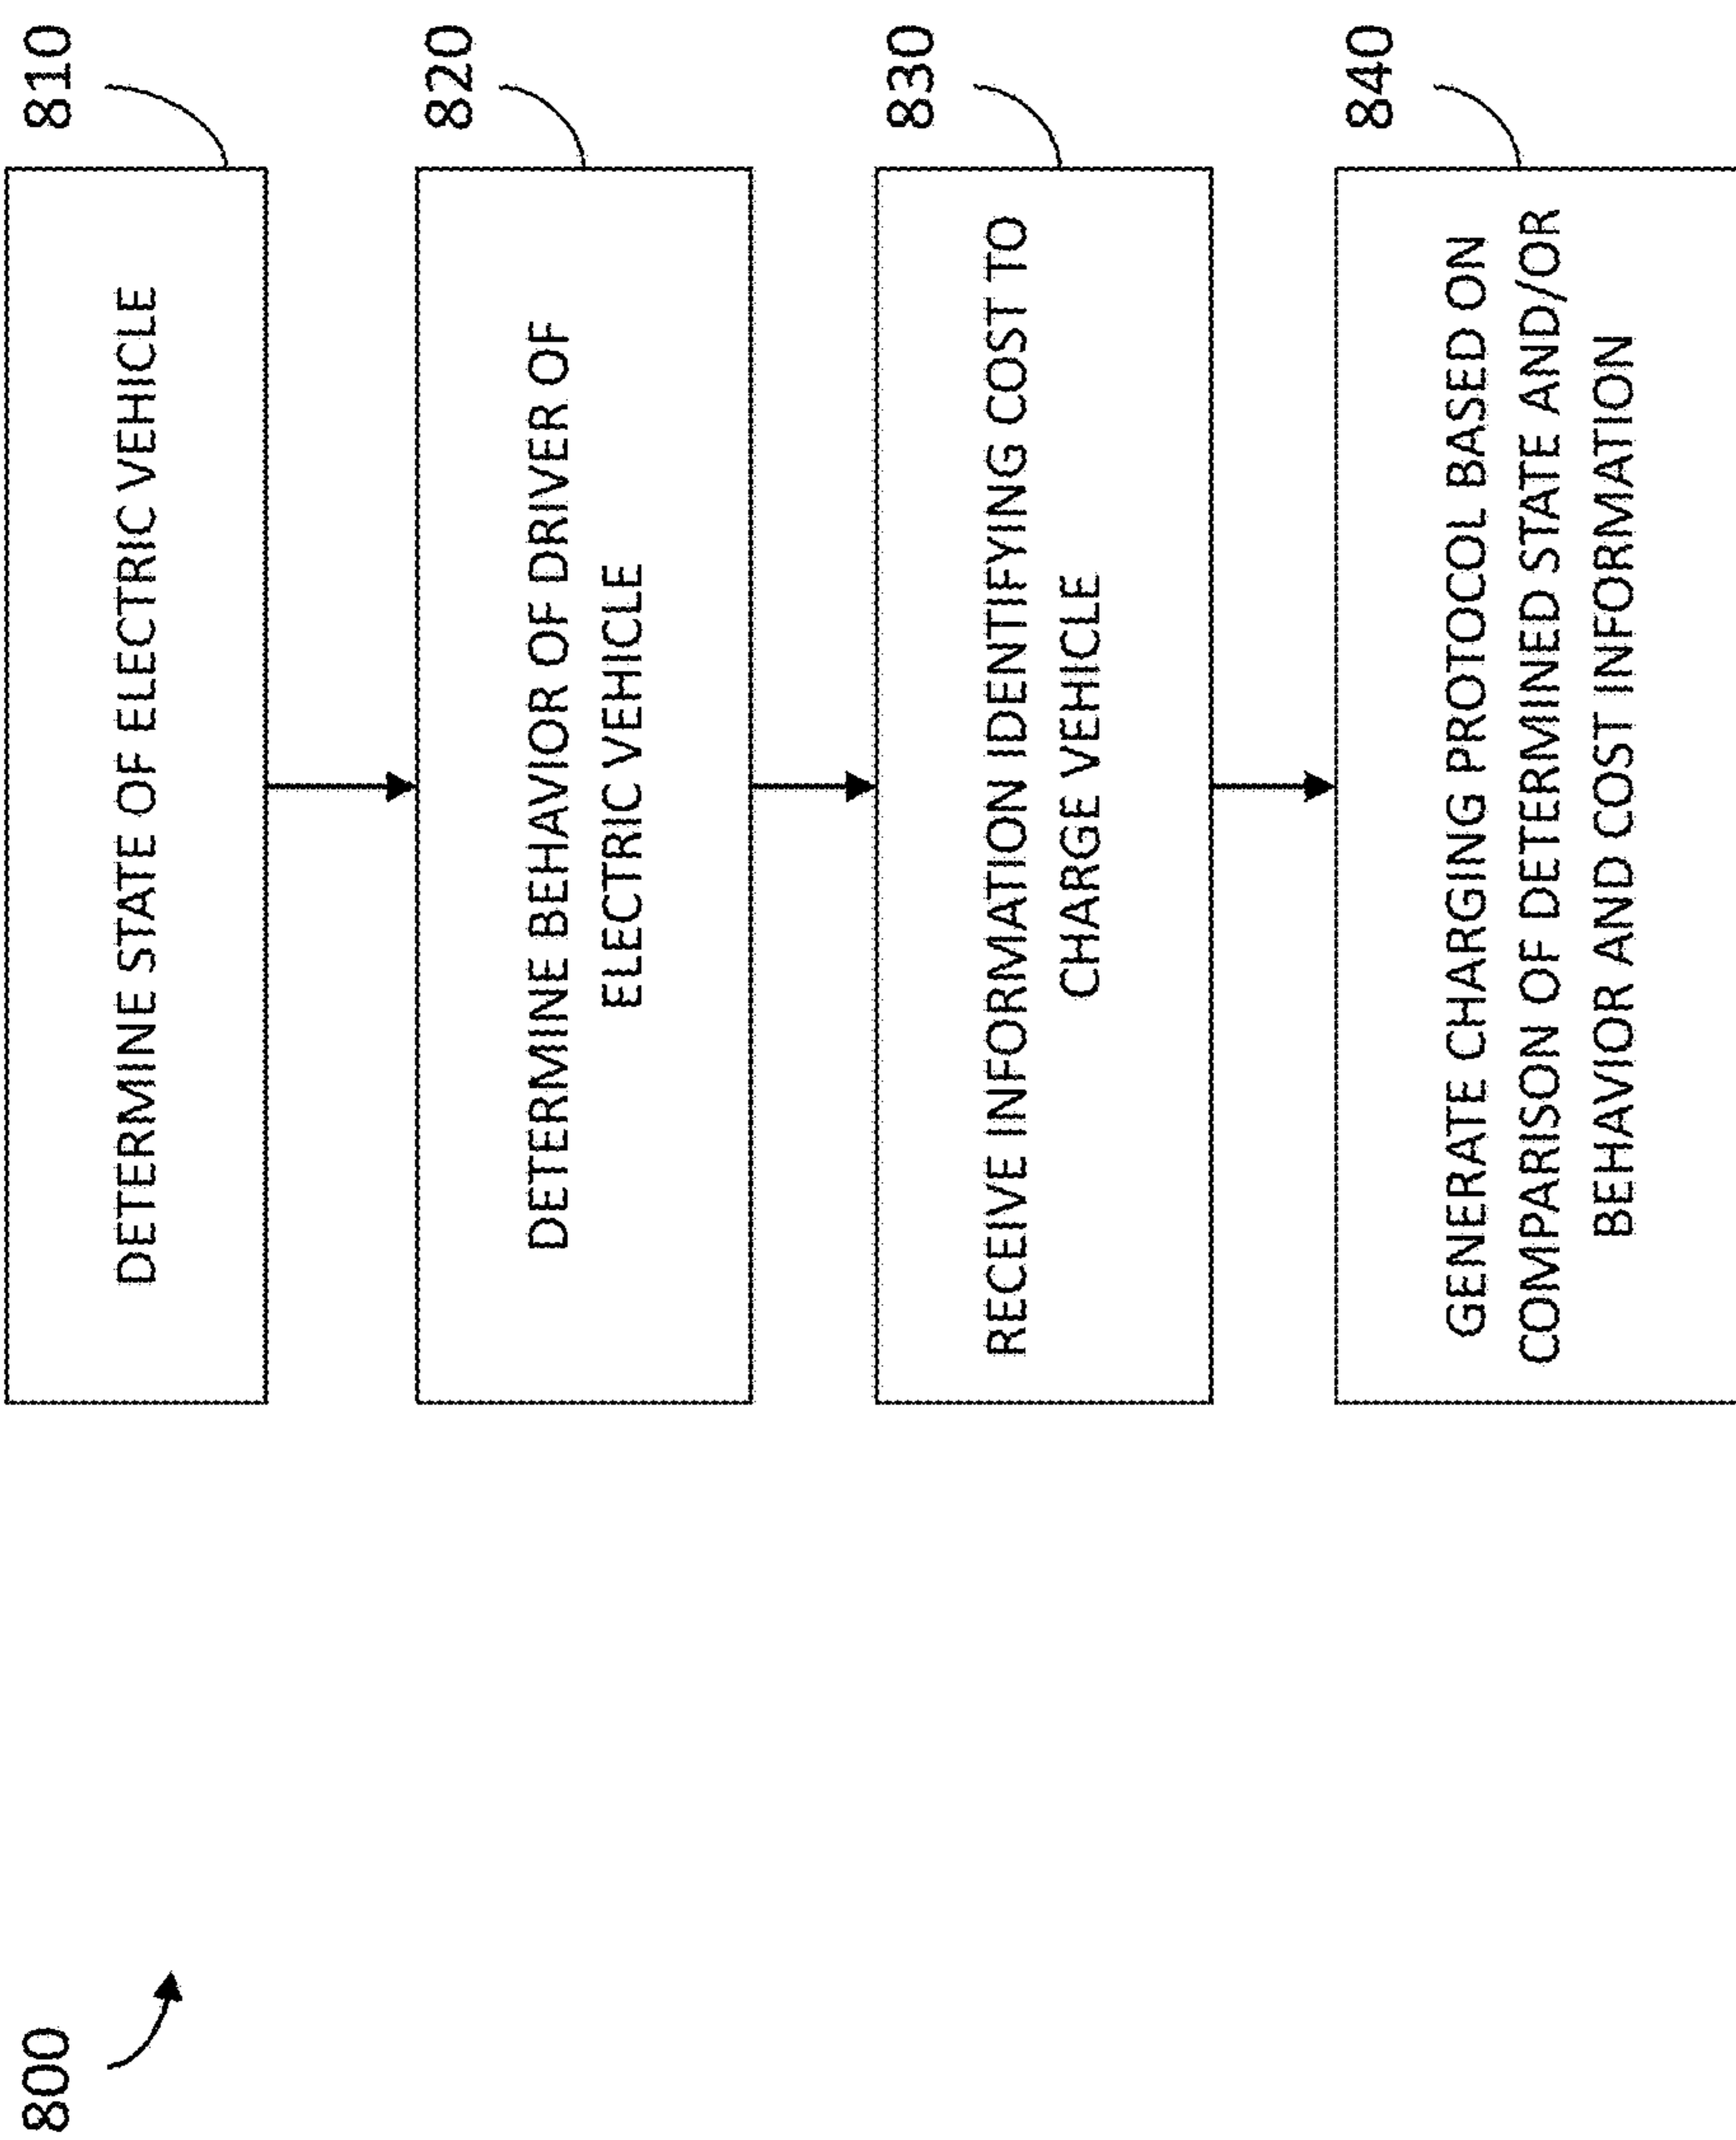 800
810
DETERMINE STATE OF ELECTRIC VEHICLE
820
DETERMINE BEHAVIOR OF DRIVER OF
ELECTRIC VEHICLE
830
RECEIVE INFORMATION IDENTIFYING COST TO
CHARGE VEHICLE
840
GENERATE CHARGING PROTOCOL BASED ON
COMPARISON OF DETERMINED STATE AND/OR
BEHAVIOR AND COST INFORMATION